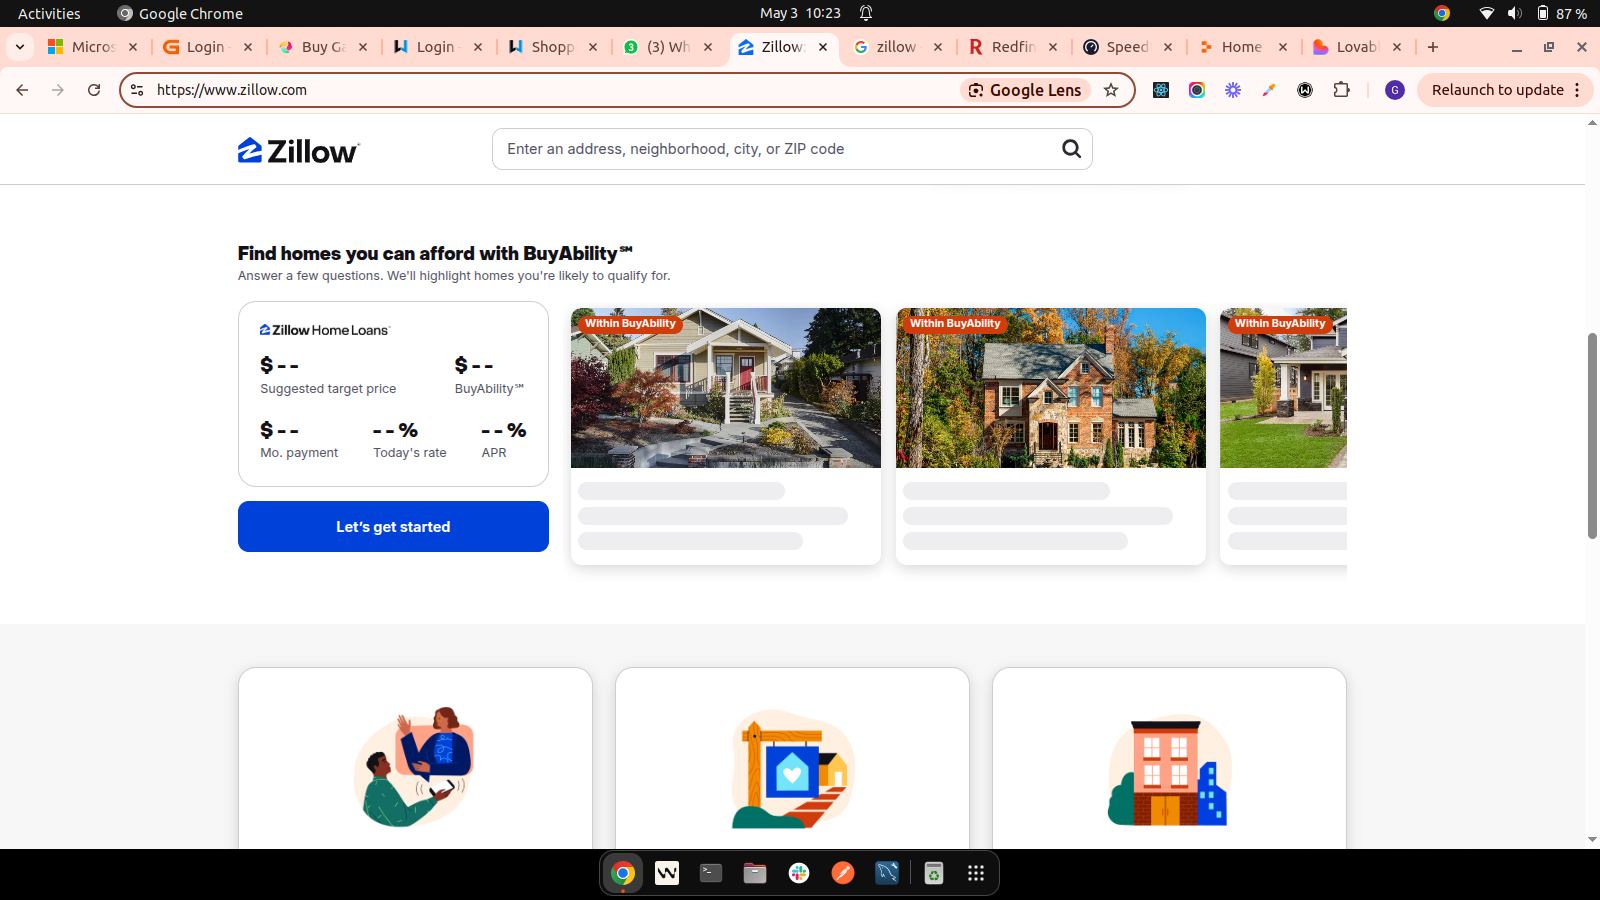 Activities
Google Chrome
May 3 10:23
87 %
Micros
Login
Buy Ga
Login
Shopp
(3) Wh
Zillow:
zillow
Redfin
Speed
Home
Lovabl
https://www.zillow.com
Google Lens
G
Relaunch to update
Zillow
Enter an address, neighborhood, city, or ZIP code
Find homes you can afford with BuyAbility℠
Answer a few questions. We'll highlight homes you're likely to qualify for.
Zillow Home Loans
$ - -
Suggested target price
$ - -
BuyAbility℠
$ - -
Mo. payment
- - %
Today's rate
- - %
APR
Let's get started
Within BuyAbility
Within BuyAbility
Within BuyAbility